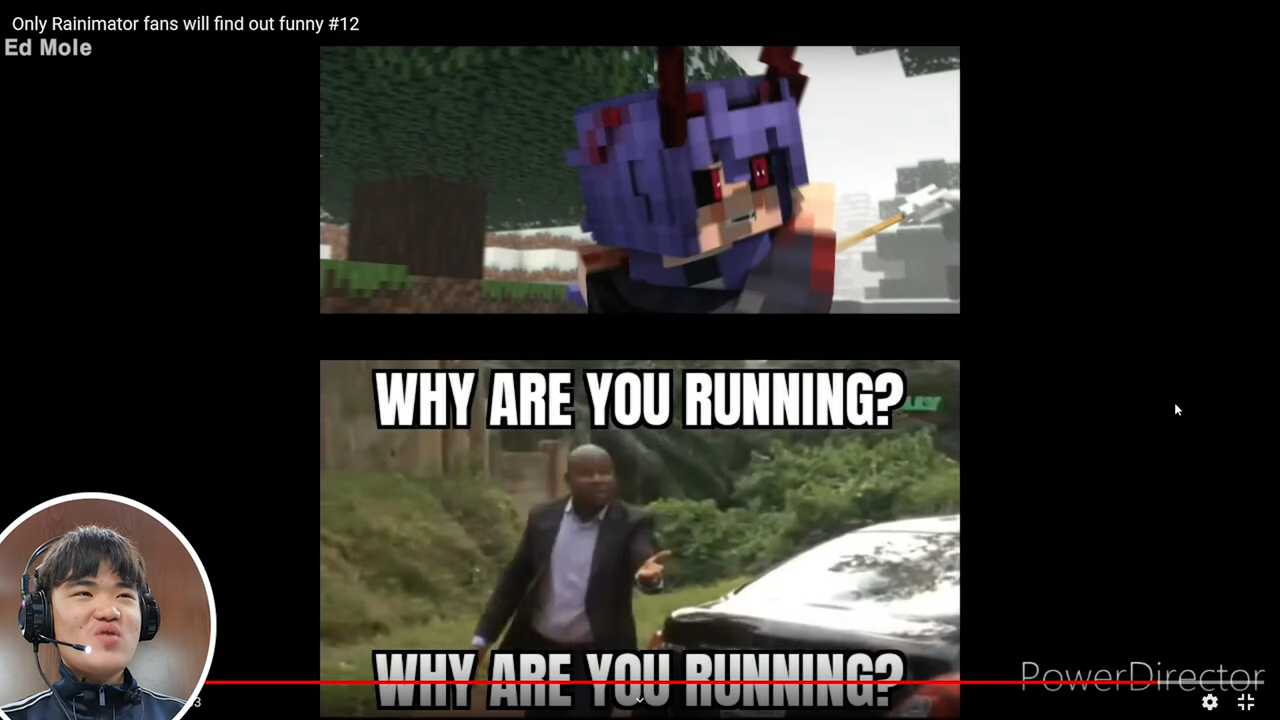 Only Rainimator fans will find out funny #12
Ed Mole
WHY ARE YOU RUNNING?
WHY ARE YOU RUNNING?
PowerDirector
3